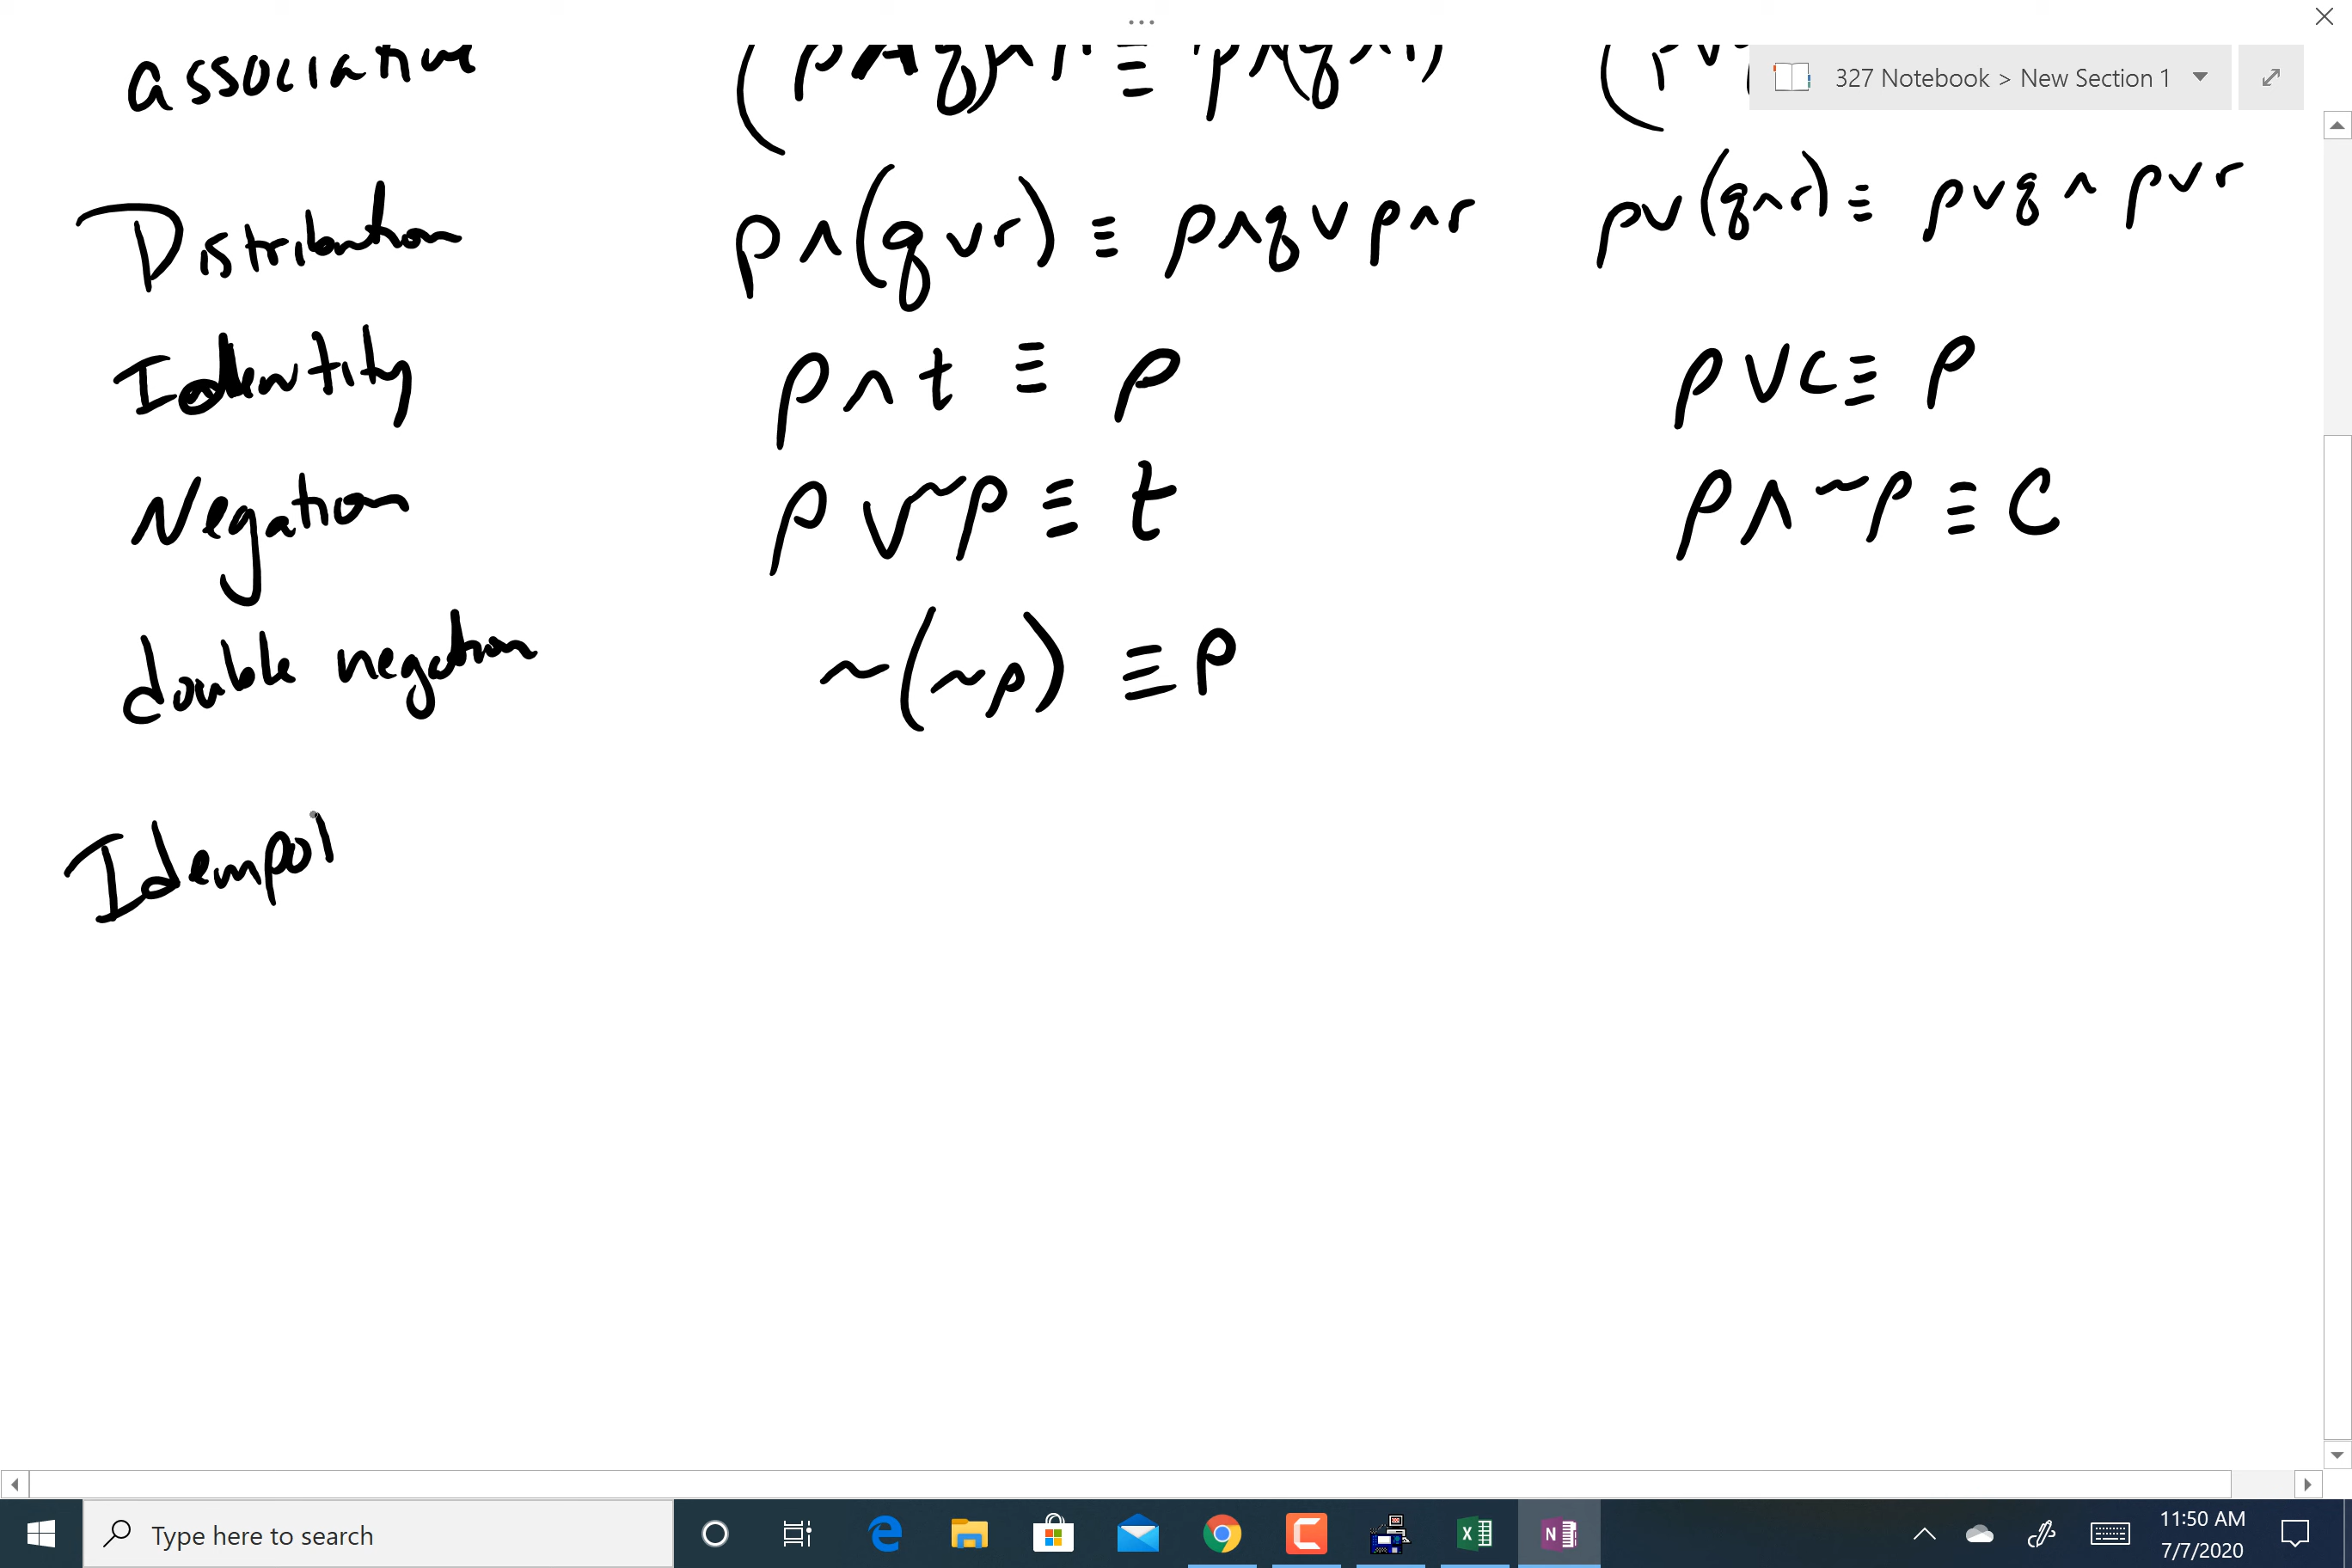 associative (p∧q)∧r ≡ p∧(q∧r) (p∨
327 Notebook > New Section 1
Distribution p∧(q∨r) ≡ p∧q∨p∧r p∨(q∧r) ≡ p∨q∧p∨r
Identity p∧t ≡ p p∨c ≡ p
Negation p∨~p ≡ t p∧~p ≡ c
double negation ~(~p) ≡ p
Idempo
Type here to search
11:50 AM
7/7/2020